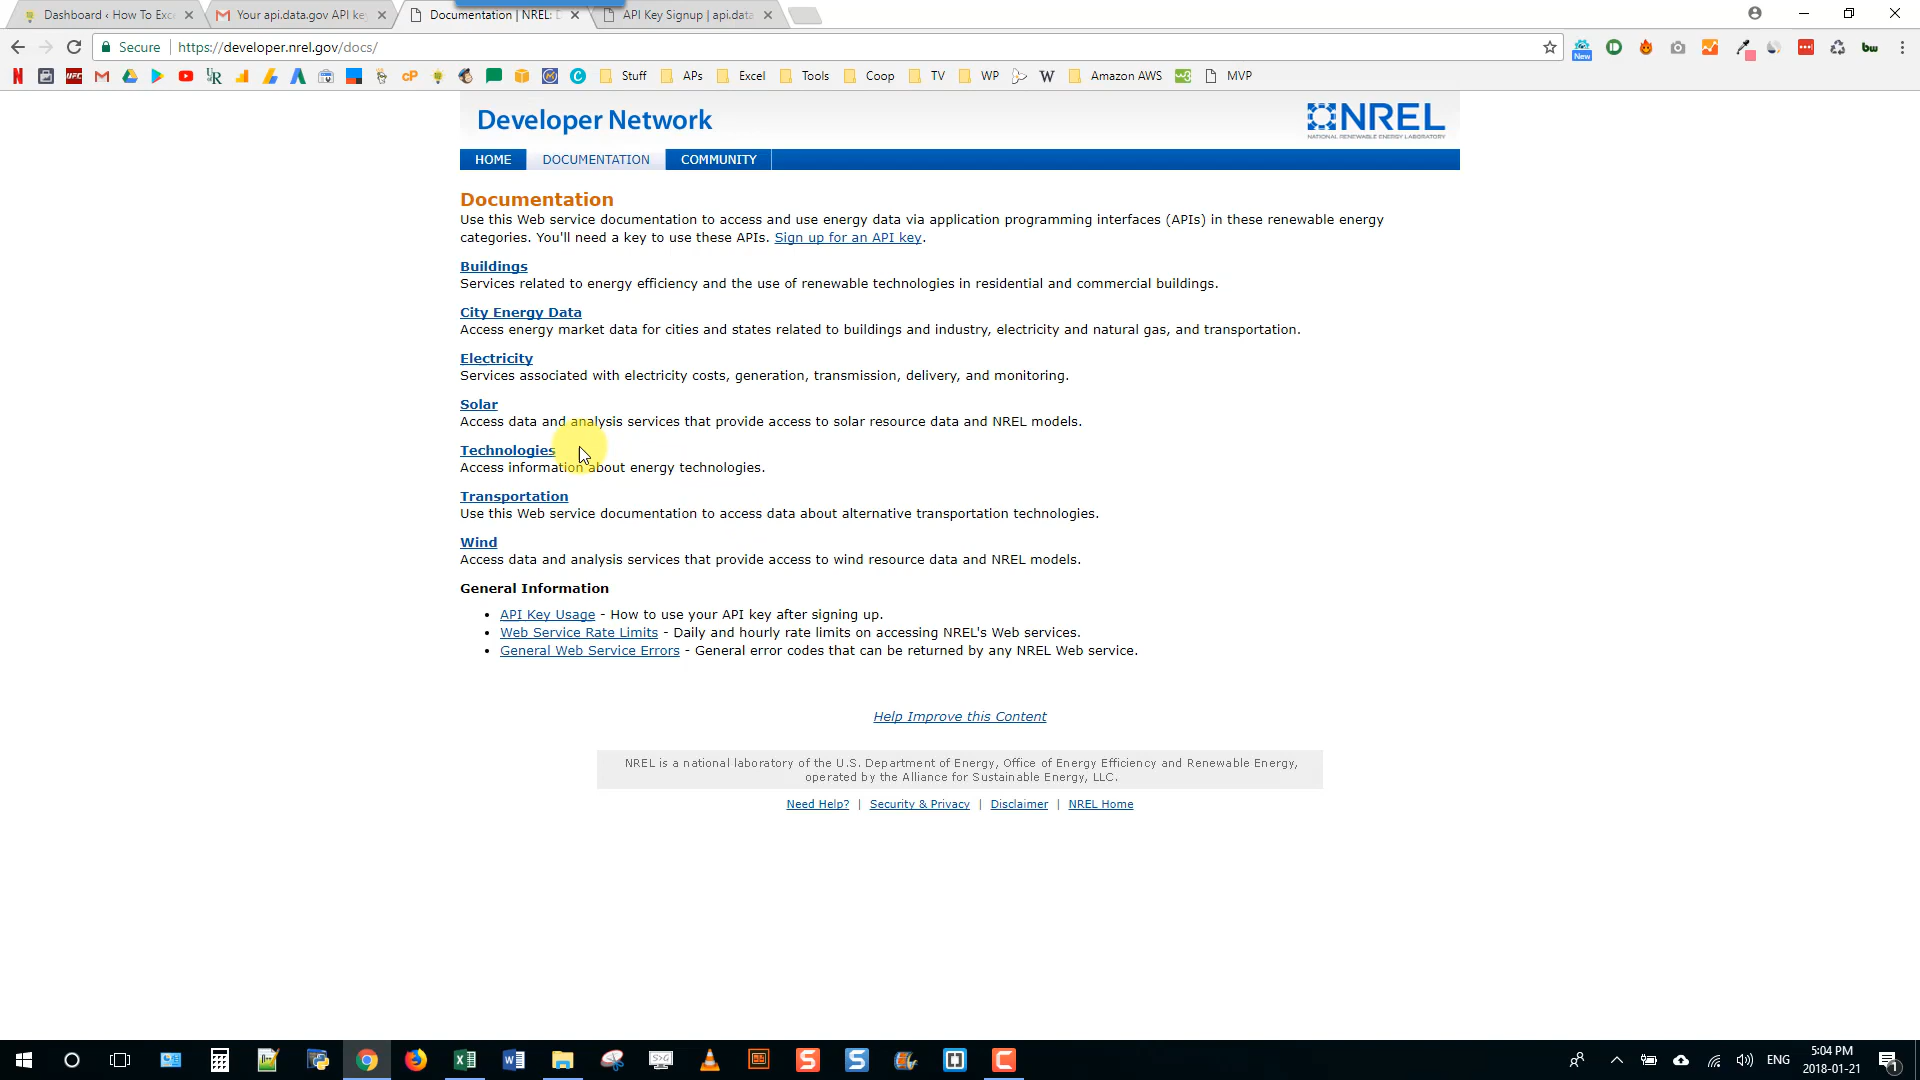 Dashboard ‹ How To Exc
Your api.data.gov API ke
Documentation | NREL: D
API Key Signup | api.data
Secure
https://developer.nrel.gov/docs/
New
Stuff
APs
Excel
Tools
Coop
TV
WP
W
Amazon AWS
MVP
Developer Network
NREL
NATIONAL RENEWABLE ENERGY LABORATORY
HOME
DOCUMENTATION
COMMUNITY
Documentation
Use this Web service documentation to access and use energy data via application programming interfaces (APIs) in these renewable energy
categories. You'll need a key to use these APIs. Sign up for an API key.
Buildings
Services related to energy efficiency and the use of renewable technologies in residential and commercial buildings.
City Energy Data
Access energy market data for cities and states related to buildings and industry, electricity and natural gas, and transportation.
Electricity
Services associated with electricity costs, generation, transmission, delivery, and monitoring.
Solar
Access data and analysis services that provide access to solar resource data and NREL models.
Technologies
Access information about energy technologies.
Transportation
Use this Web service documentation to access data about alternative transportation technologies.
Wind
Access data and analysis services that provide access to wind resource data and NREL models.
General Information
• API Key Usage - How to use your API key after signing up.
• Web Service Rate Limits - Daily and hourly rate limits on accessing NREL's Web services.
• General Web Service Errors - General error codes that can be returned by any NREL Web service.
Help Improve this Content
NREL is a national laboratory of the U.S. Department of Energy, Office of Energy Efficiency and Renewable Energy,
operated by the Alliance for Sustainable Energy, LLC.
Need Help? | Security & Privacy | Disclaimer | NREL Home
ENG
5:04 PM
2018-01-21
1